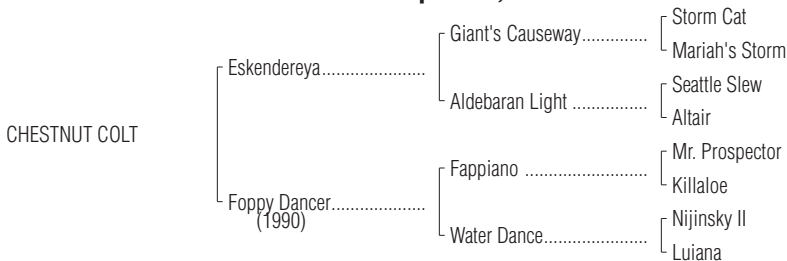 Storm Cat
Giant's Causeway..............
Mariah's Storm
Eskendereya......................
Seattle Slew
Aldebaran Light ................
Altair
CHESTNUT COLT
Mr. Prospector
Fappiano .........................
Killaloe
Foppy Dancer....................
(1990)
Nijinsky II
Water Dance......................
Luiana